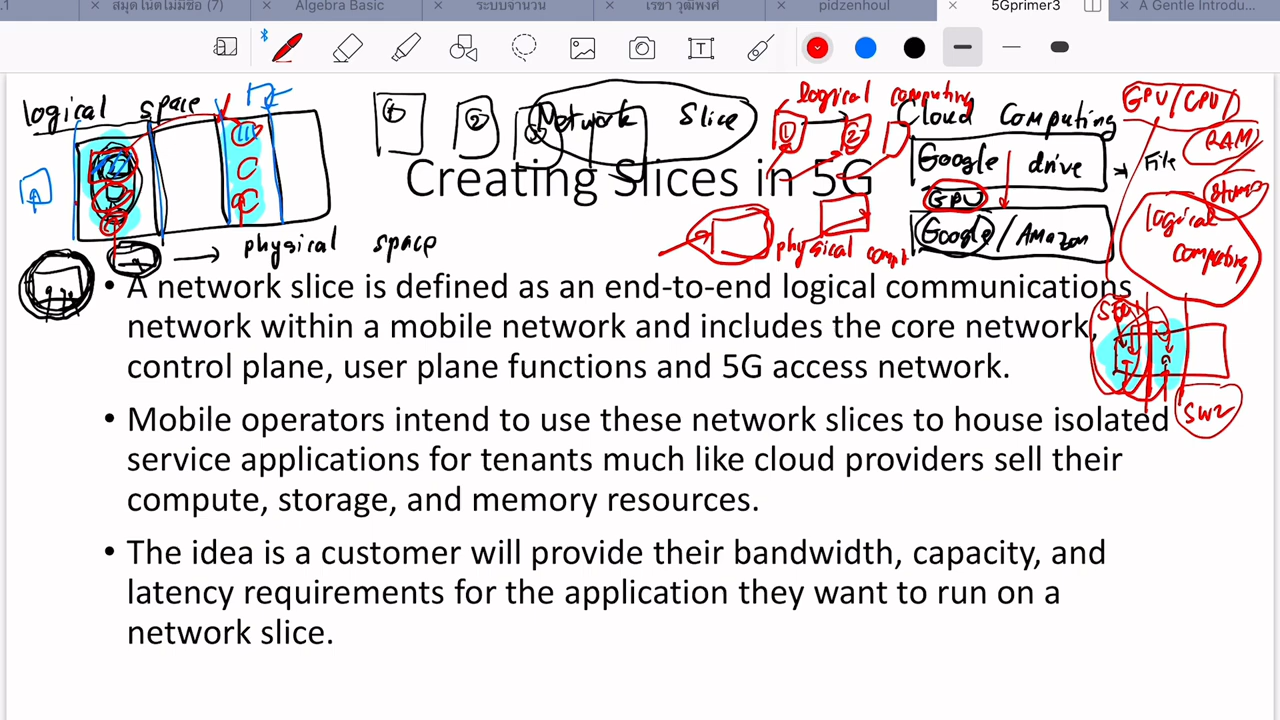 .1
สมุดโน๊ตไม่มีชื่อ (7)
Algebra Basic
ระบบจำนวน
เรขา วุฒิพงศ์
pidzenhoul
5Gprimer3
A Gentle Introdu...
logical space
① ②
Network Slice
logical computing
① ②
Cloud Computing
GPU/CPU
RAM
Google drive → File
GPU
Google/Amazon
logical computing
physical space
physical
A
Creating Slices in 5G
• A network slice is defined as an end-to-end logical communications
network within a mobile network and includes the core network,
control plane, user plane functions and 5G access network.
SW2
• Mobile operators intend to use these network slices to house isolated
service applications for tenants much like cloud providers sell their
compute, storage, and memory resources.
• The idea is a customer will provide their bandwidth, capacity, and
latency requirements for the application they want to run on a
network slice.